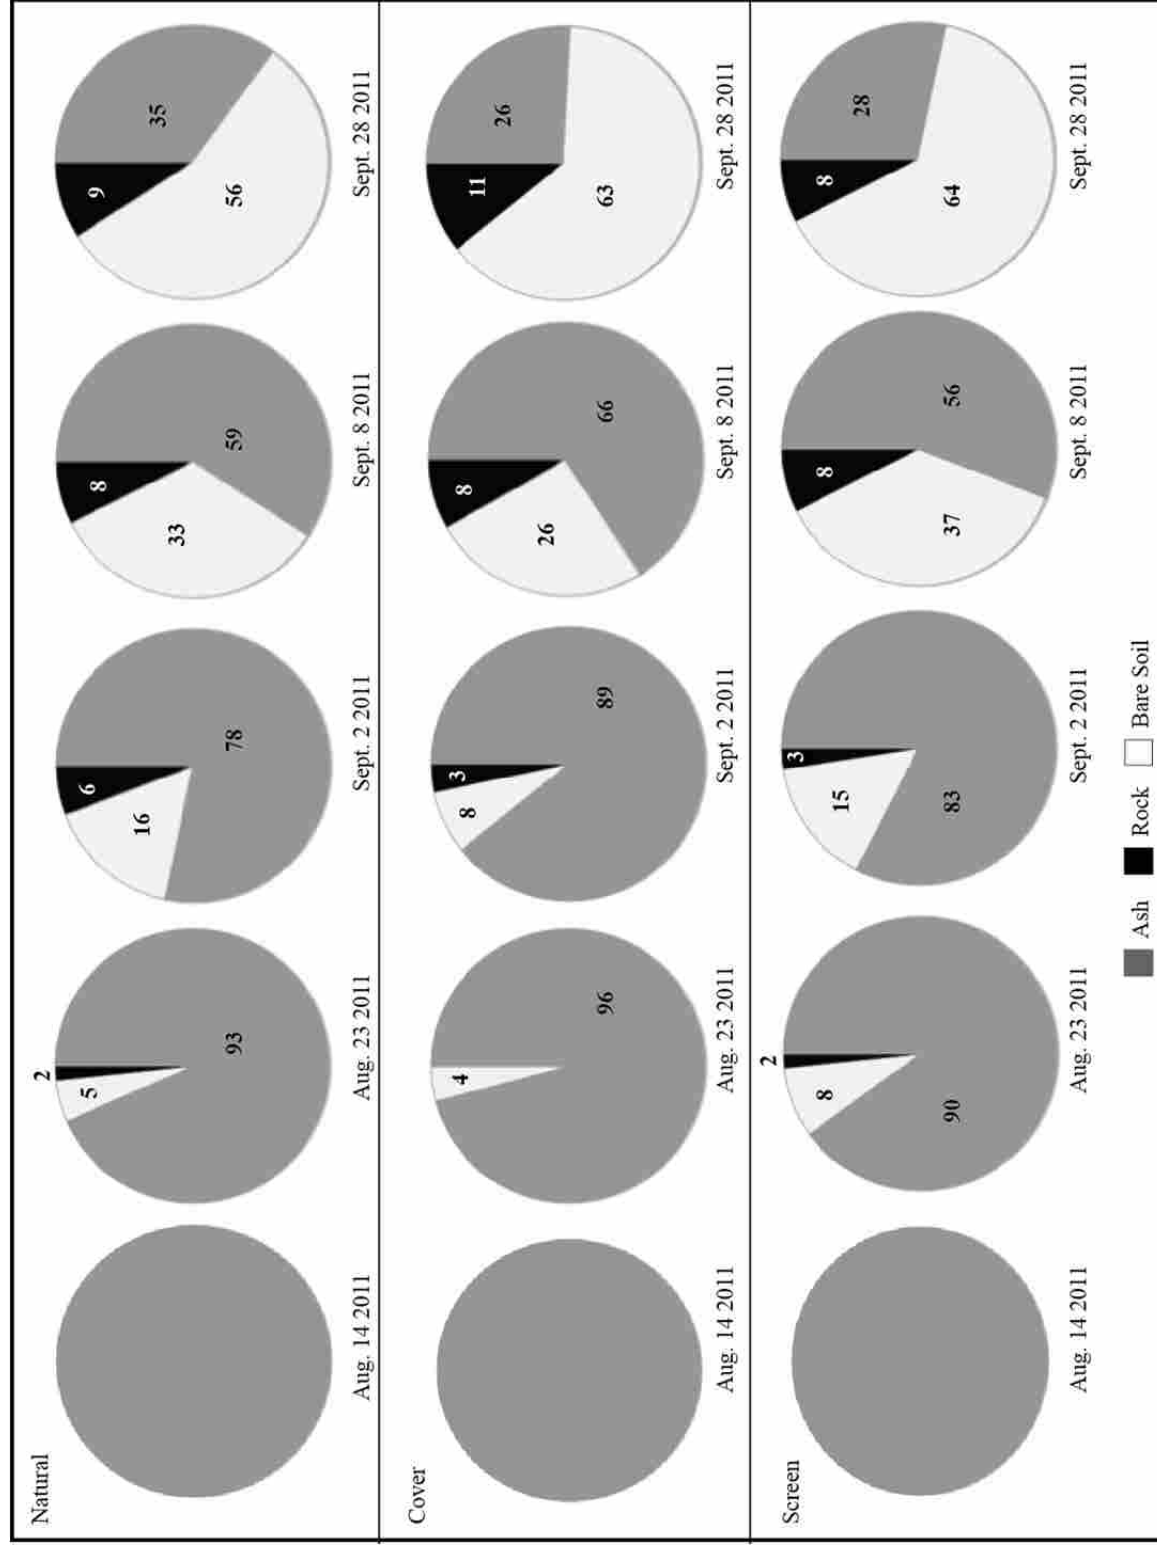 Natural
2
5
93
6
16
78
8
33
59
9
56
35
Aug. 14 2011
Aug. 23 2011
Sept. 2 2011
Sept. 8 2011
Sept. 28 2011
Cover
4
96
3
8
89
8
26
66
11
63
26
Aug. 14 2011
Aug. 23 2011
Sept. 2 2011
Sept. 8 2011
Sept. 28 2011
Screen
2
8
90
3
15
83
8
37
56
8
64
28
Aug. 14 2011
Aug. 23 2011
Sept. 2 2011
Sept. 8 2011
Sept. 28 2011
Ash Rock Bare Soil